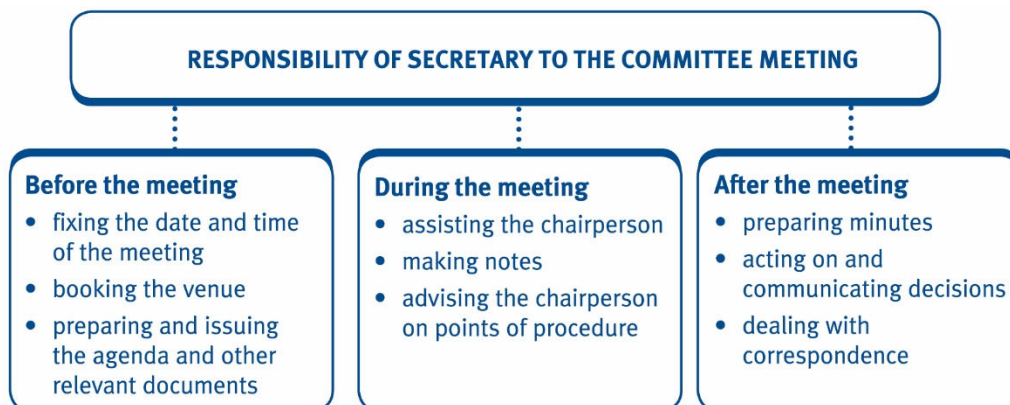 RESPONSIBILITY OF SECRETARY TO THE COMMITTEE MEETING
Before the meeting
• fixing the date and time
of the meeting
• booking the venue
• preparing and issuing
the agenda and other
relevant documents
During the meeting
• assisting the chairperson
• making notes
• advising the chairperson
on points of procedure
After the meeting
• preparing minutes
• acting on and
communicating decisions
• dealing with
correspondence